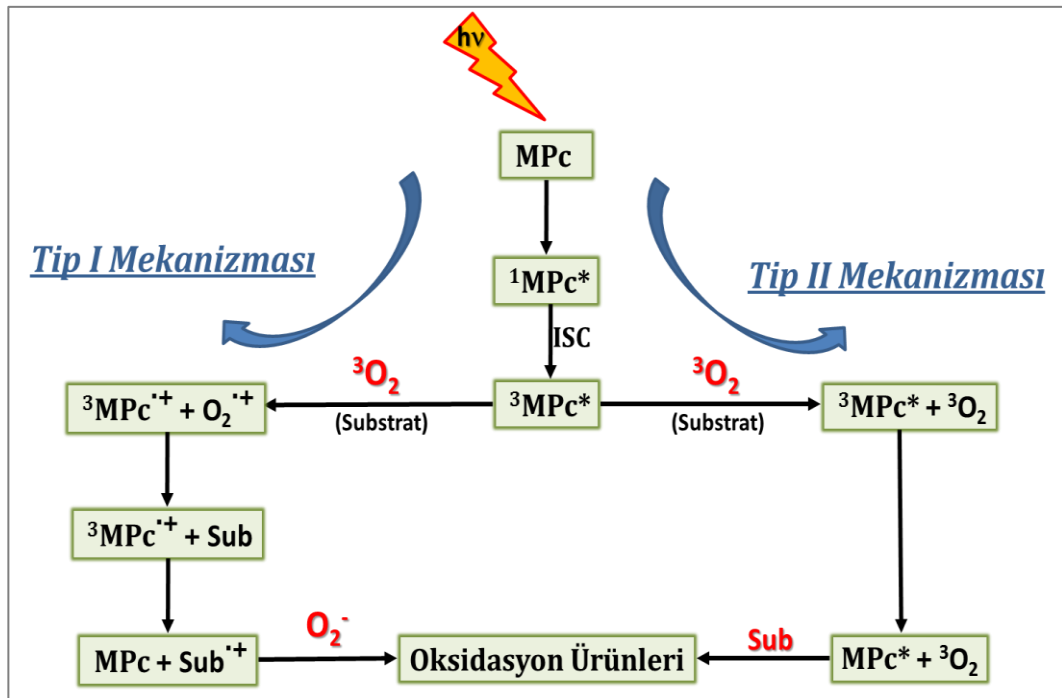 hν
MPc
Tip I Mekanizması
Tip II Mekanizması
¹MPc*
ISC
³O₂
³O₂
³MPc˙⁺ + O₂˙⁺
(Substrat)
³MPc*
(Substrat)
³MPc* + ³O₂
³MPc˙⁺ + Sub
MPc + Sub˙⁺
O₂⁻
Oksidasyon Ürünleri
Sub
MPc* + ³O₂